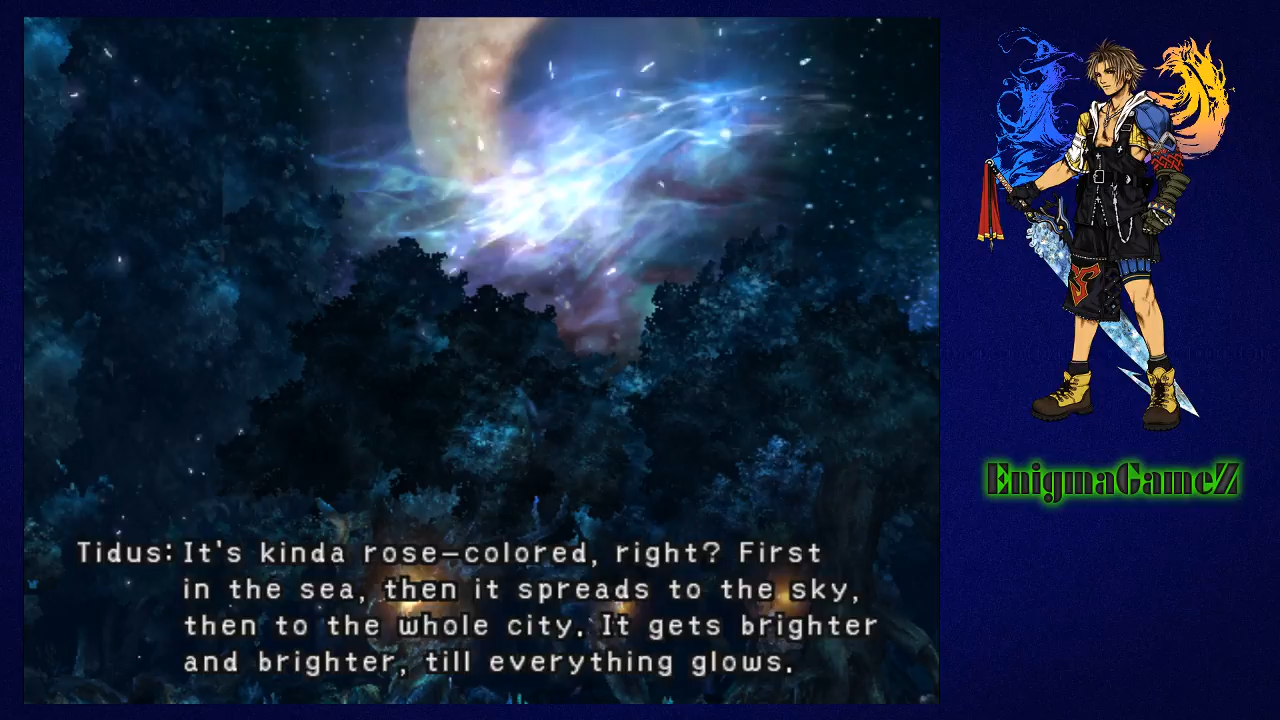 Tidus: It's kinda rose-colored, right? First
in the sea, then it spreads to the sky,
then to the whole city. It gets brighter
and brighter, till everything glows.
EnigmaGameZ